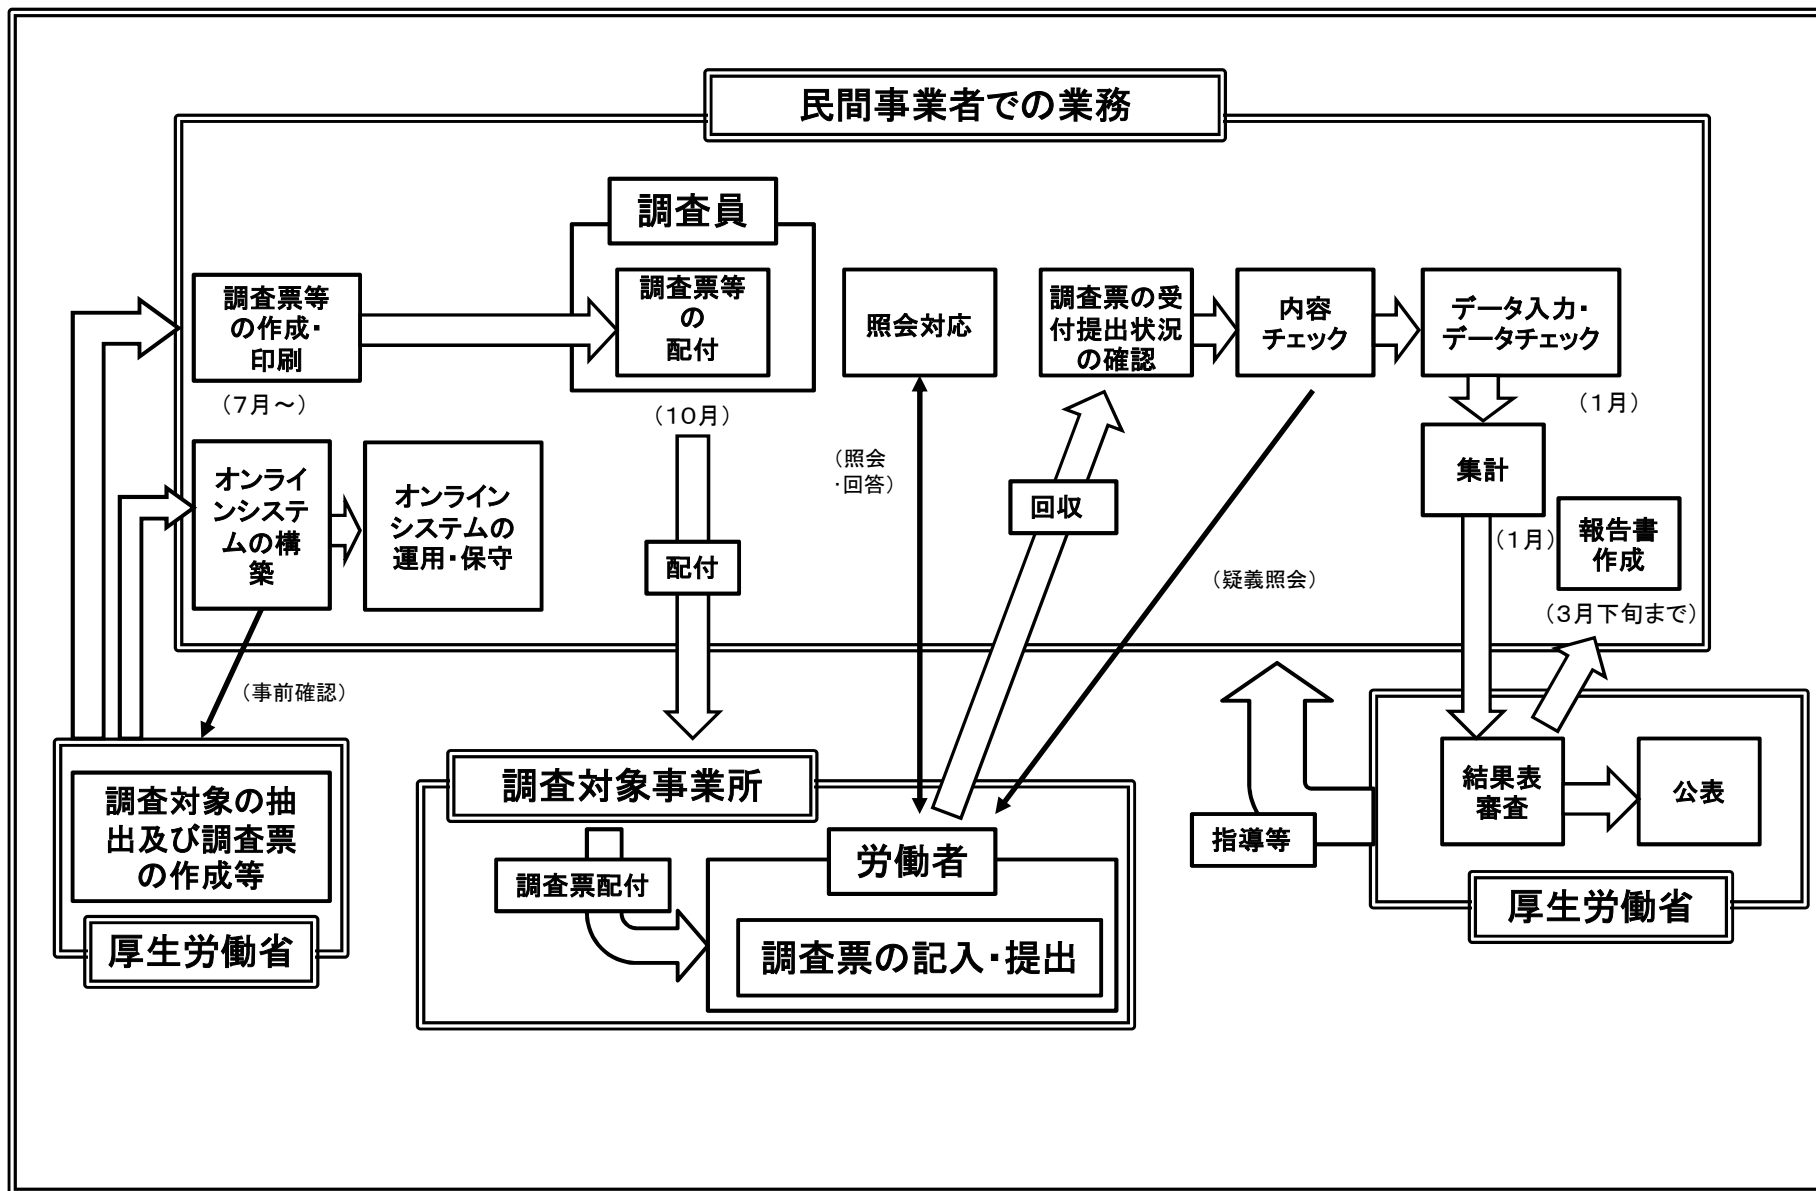 民間事業者での業務
調査員
調査票等
の作成・
印刷
(7月~)
調査票等
の
配付
(10月)
照会対応
調査票の受
付提出状況
の確認
内容
チェック
データ入力・
データチェック
(1月)
オンライ
ンシステ
ムの構
築
オンライン
システムの
運用・保守
配付
(照会
・回答)
回収
(疑義照会)
集計
(1月)
報告書
作成
(3月下旬まで)
(事前確認)
調査対象の抽
出及び調査票
の作成等
厚生労働省
調査対象事業所
調査票配付
労働者
調査票の記入・提出
指導等
結果表
審査
公表
厚生労働省